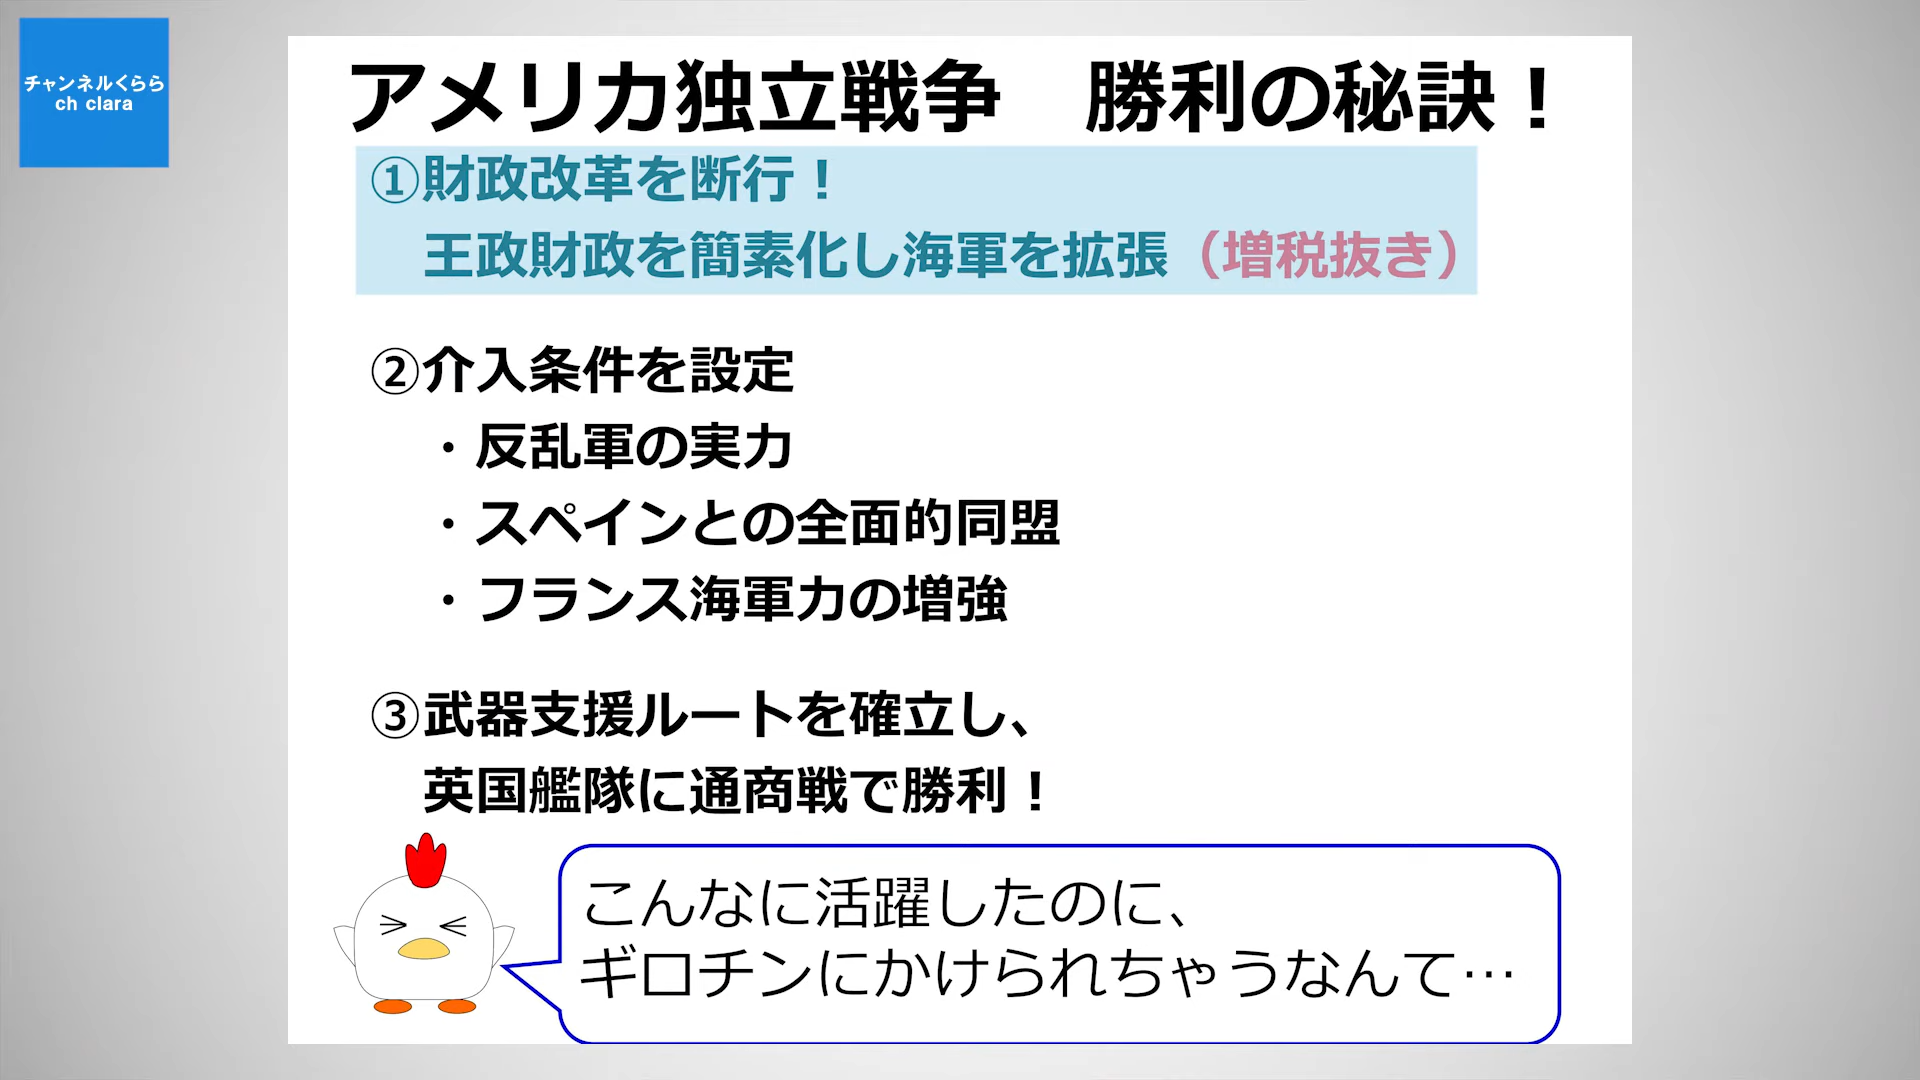 チャンネルくらら
ch clara
アメリカ独立戦争　勝利の秘訣！
①財政改革を断行！
王政財政を簡素化し海軍を拡張（増税抜き）
②介入条件を設定
・反乱軍の実力
・スペインとの全面的同盟
・フランス海軍力の増強
③武器支援ルートを確立し、
英国艦隊に通商戦で勝利！
こんなに活躍したのに、
ギロチンにかけられちゃうなんて…